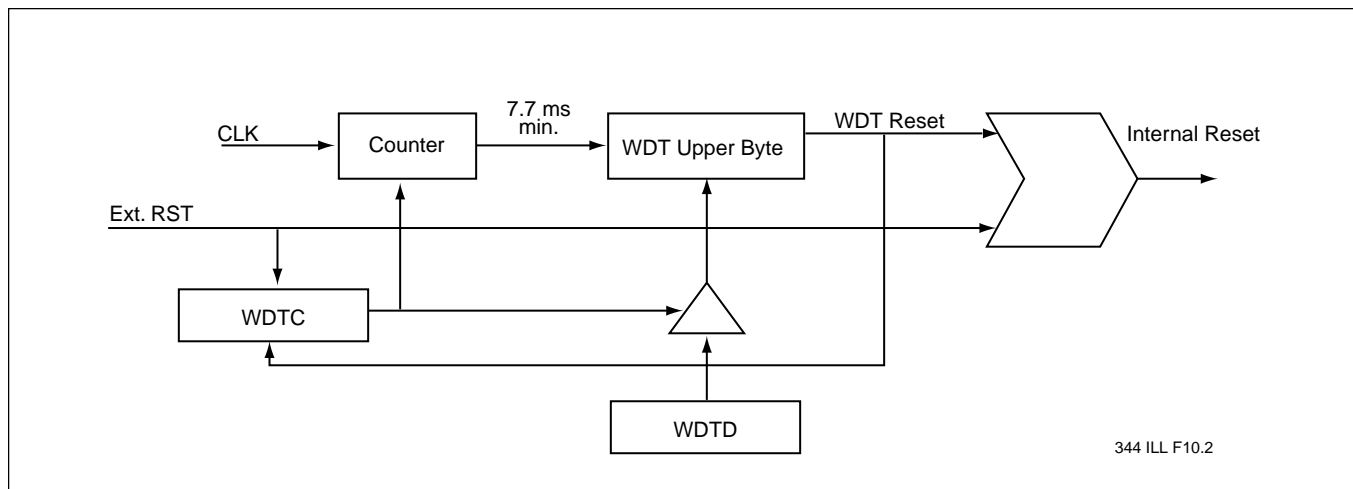 7.7 ms
min.
CLK
Counter
WDT Upper Byte
WDT Reset
Internal Reset
Ext. RST
WDTC
WDTD
344 ILL F10.2